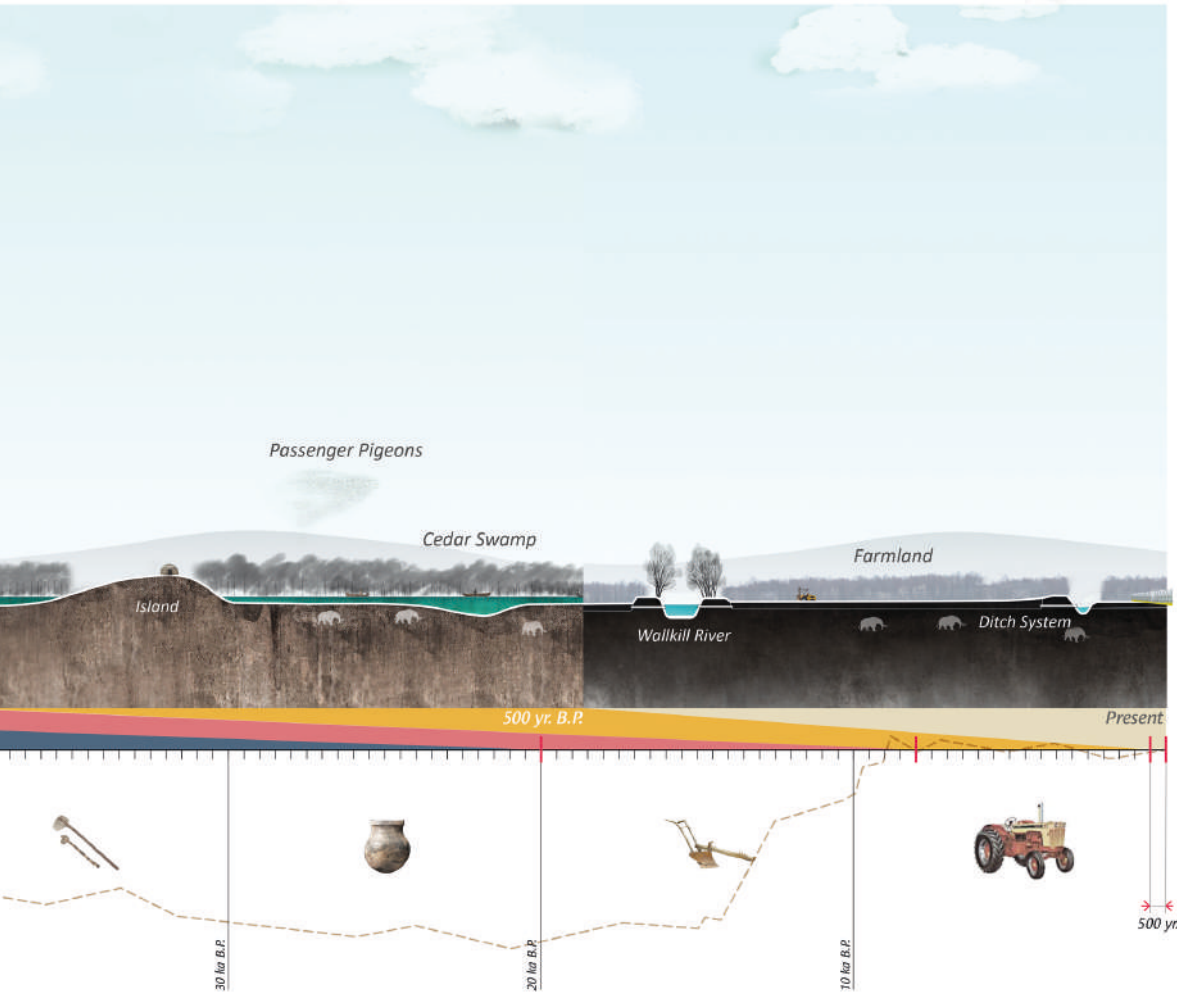 Passenger Pigeons
Cedar Swamp
Farmland
Island
Wallkill River
Ditch System
500 yr. B.P.
Present
500 yr.
30 ka B.P.
20 ka B.P.
10 ka B.P.